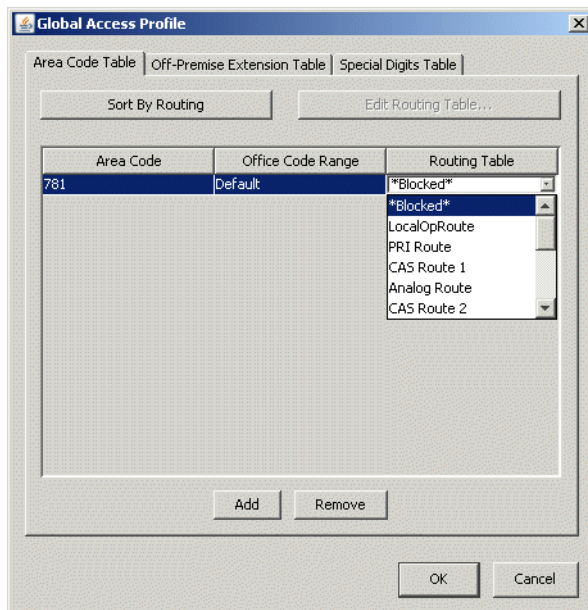 Global Access Profile
Area Code Table Off-Premise Extension Table Special Digits Table
Sort By Routing Edit Routing Table...
Area Code Office Code Range Routing Table
781 Default *Blocked*
*Blocked*
LocalOpRoute
PRI Route
CAS Route 1
Analog Route
CAS Route 2
Add Remove
OK Cancel